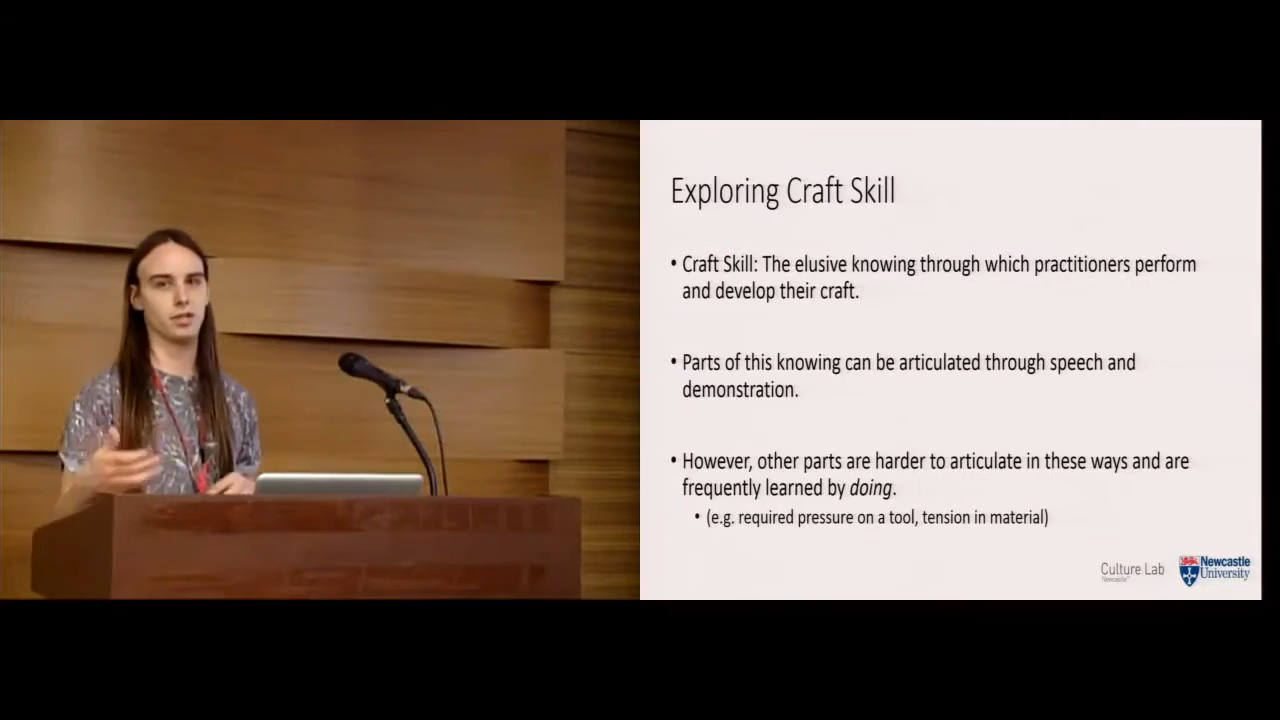 Exploring Craft Skill
• Craft Skill: The elusive knowing through which practitioners perform
and develop their craft.
• Parts of this knowing can be articulated through speech and
demonstration.
• However, other parts are harder to articulate in these ways and are
frequently learned by doing.
• (e.g. required pressure on a tool, tension in material)
Culture Lab
Newcastle
Newcastle
University